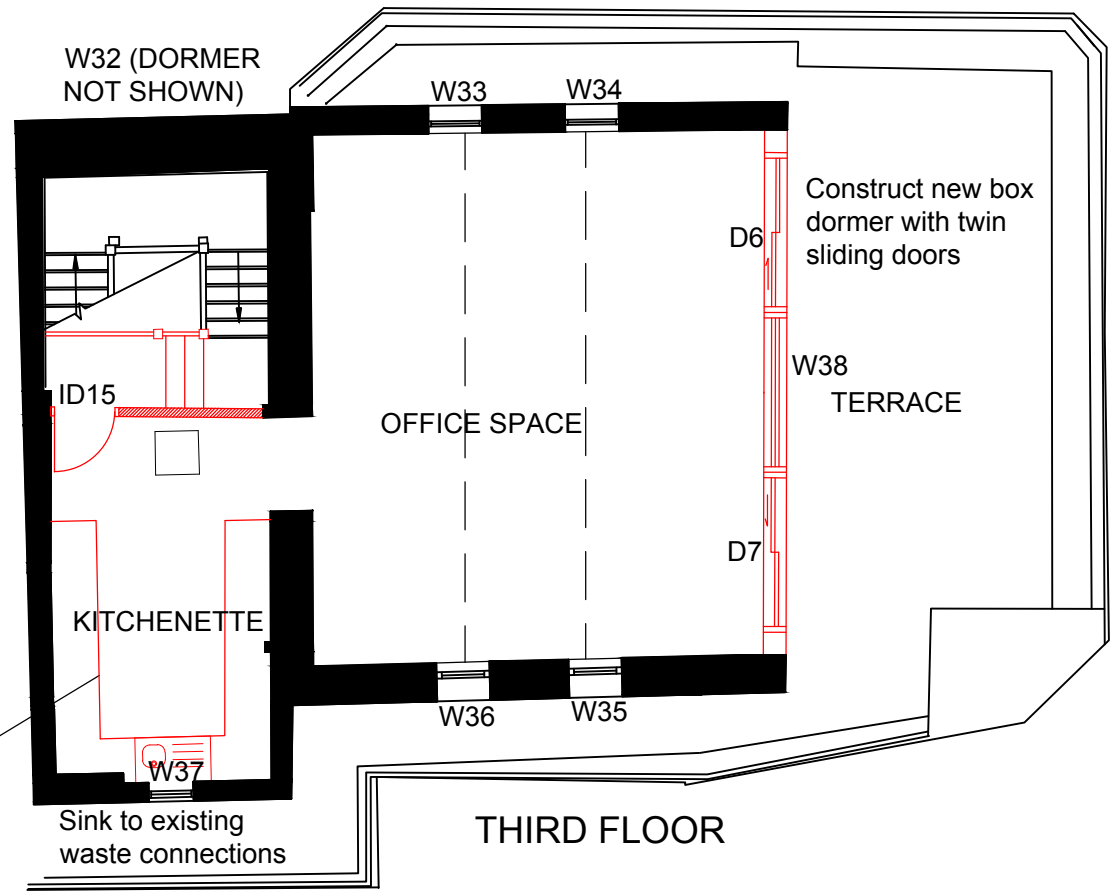 W32 (DORMER
NOT SHOWN)
W33
W34
Construct new box
dormer with twin
sliding doors
D6
W38
TERRACE
ID15
OFFICE SPACE
D7
KITCHENETTE
W36
W35
W37
Sink to existing
waste connections
THIRD FLOOR